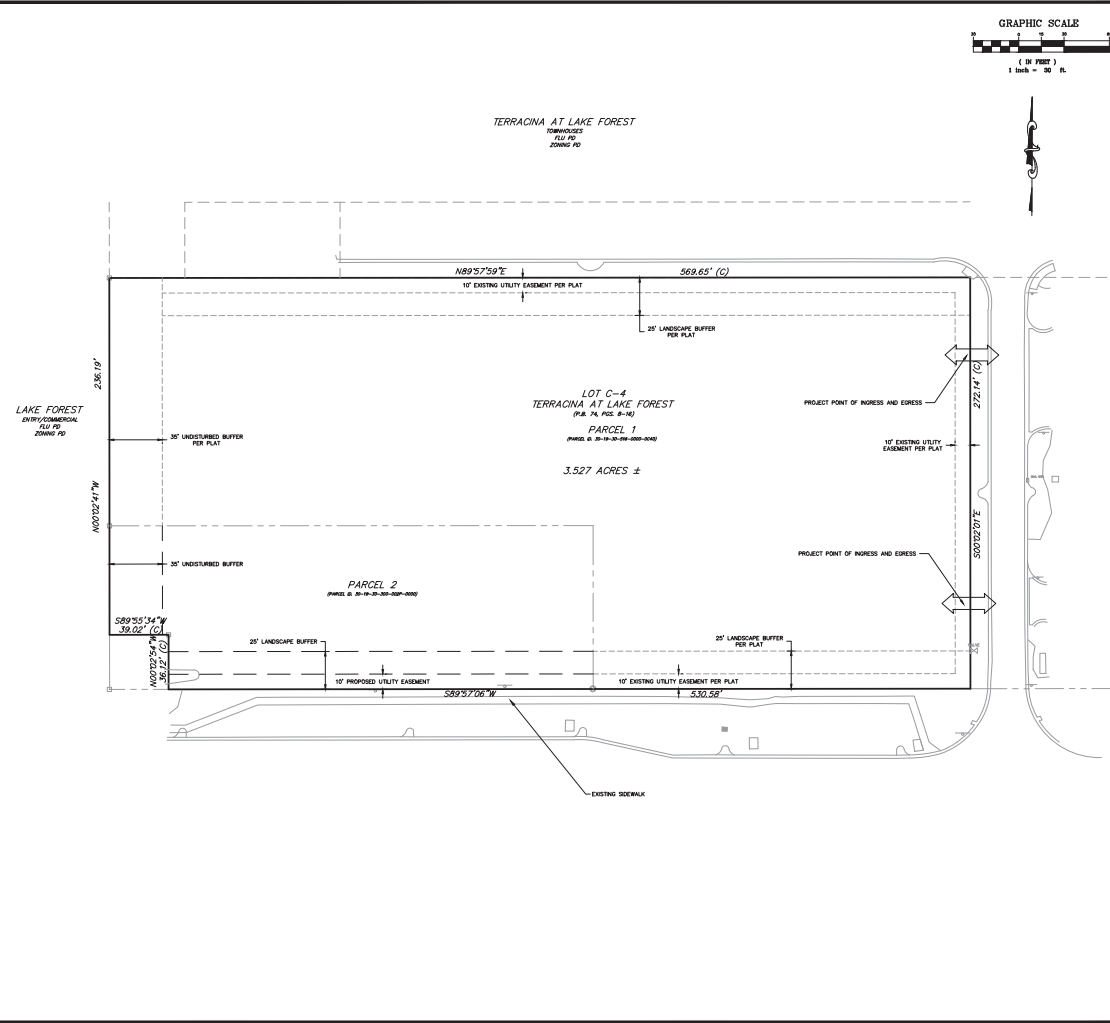 GRAPHIC SCALE
30 0 15 30 60
( IN FEET )
1 inch = 30 ft.
TERRACINA AT LAKE FOREST
TOWNHOUSES
FLU PD
ZONING PD
N89°57'59"E
569.65' (C)
10' EXISTING UTILITY EASEMENT PER PLAT
25' LANDSCAPE BUFFER
PER PLAT
236.19'
272.14' (C)
LOT C-4
TERRACINA AT LAKE FOREST
(P.B. 74, PGS. 8-16)
PARCEL 1
PROJECT POINT OF INGRESS AND EGRESS
LAKE FOREST
ENTRY/COMMERCIAL
FLU PD
ZONING PD
35' UNDISTURBED BUFFER
PER PLAT
10' EXISTING UTILITY
EASEMENT PER PLAT
3.527 ACRES ±
N00°02'41"W
S00°02'01"E
PROJECT POINT OF INGRESS AND EGRESS
35' UNDISTURBED BUFFER
PARCEL 2
S89°55'34"W
39.02' (C)
N00°02'54"W
36.12' (C)
25' LANDSCAPE BUFFER
25' LANDSCAPE BUFFER
PER PLAT
10' PROPOSED UTILITY EASEMENT
10' EXISTING UTILITY EASEMENT PER PLAT
S89°57'06"W
530.58'
EXISTING SIDEWALK